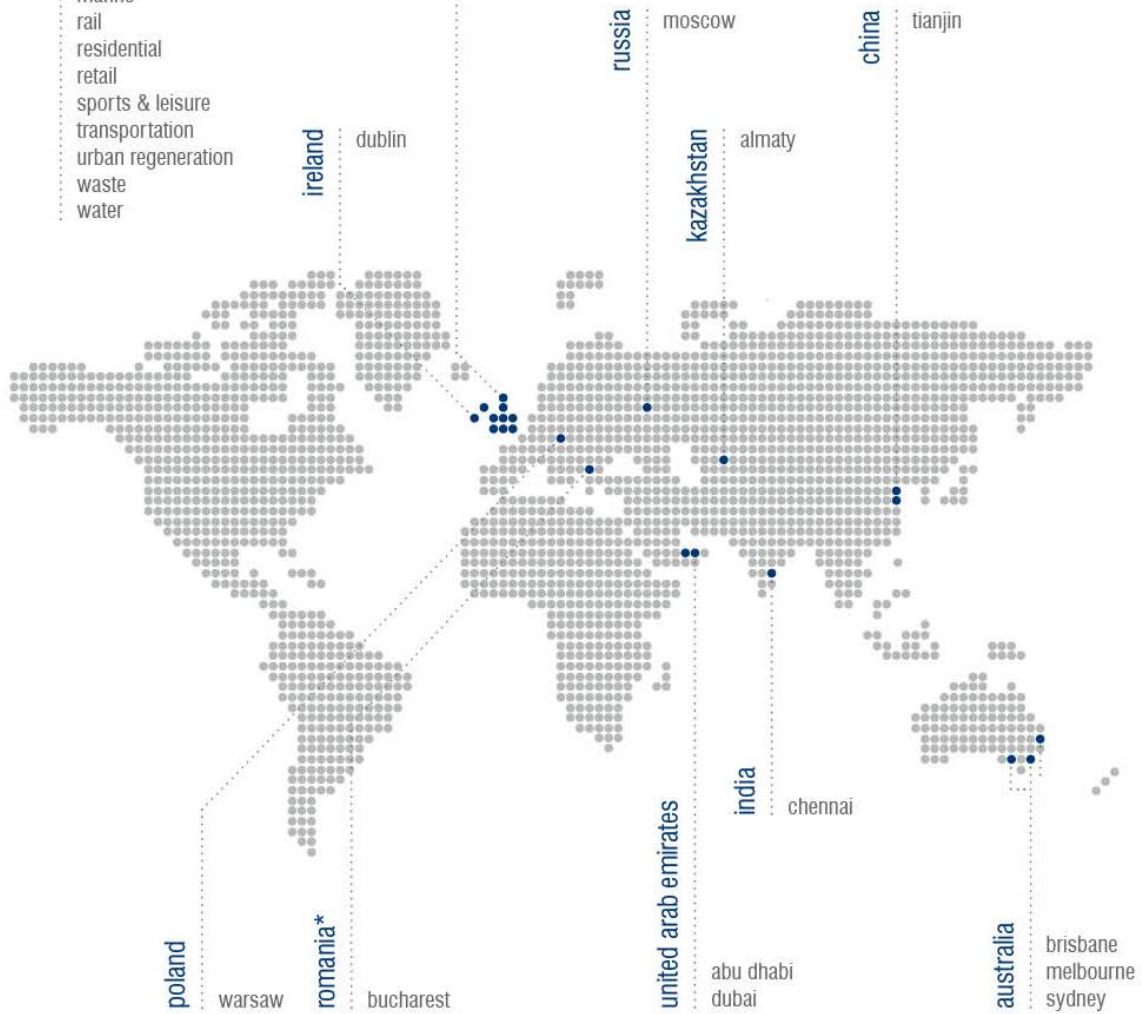 rail
residential
retail
sports & leisure
transportation
urban regeneration
waste
water
ireland
dublin
russia
moscow
kazakhstan
almaty
china
tianjin
poland
warsaw
romania*
bucharest
united arab emirates
abu dhabi
dubai
india
chennai
australia
brisbane
melbourne
sydney